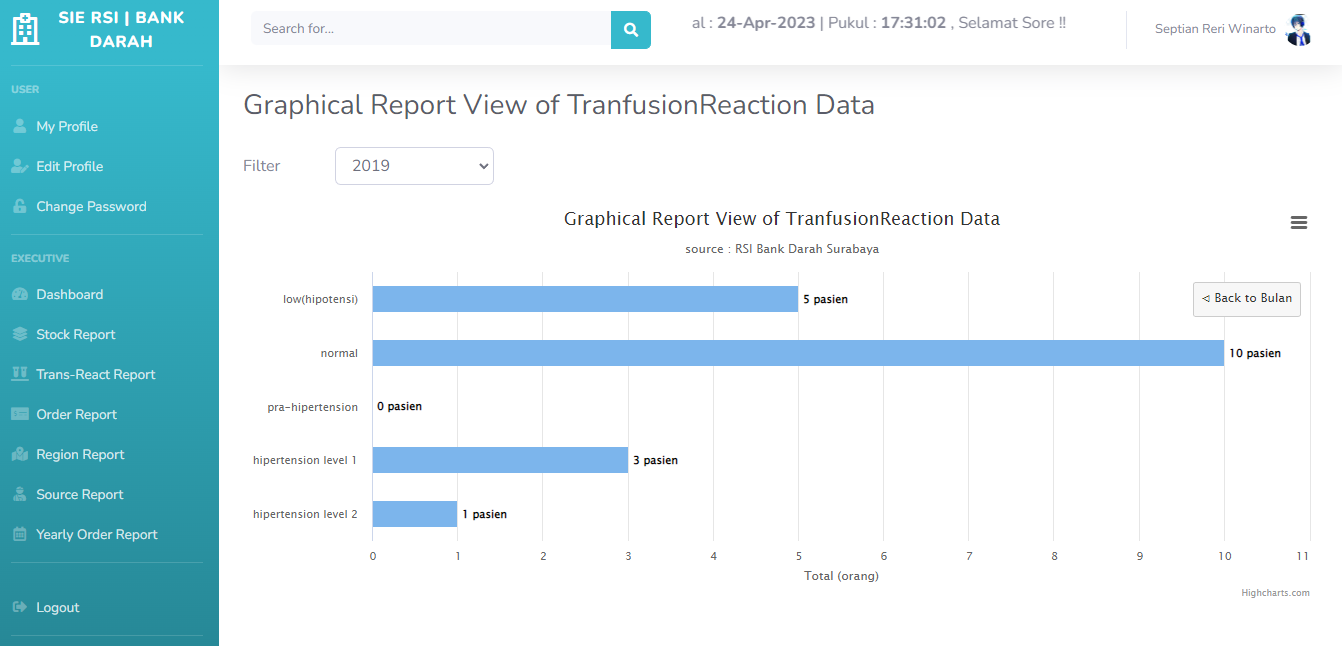 SIE RSI | BANK
DARAH
Search for...
al : 24-Apr-2023 | Pukul : 17:31:02 , Selamat Sore !!
Septian Reri Winarto
USER
My Profile
Edit Profile
Change Password
EXECUTIVE
Dashboard
Stock Report
Trans-React Report
Order Report
Region Report
Source Report
Yearly Order Report
Logout
Graphical Report View of TranfusionReaction Data
Filter 2019
Graphical Report View of TranfusionReaction Data
source : RSI Bank Darah Surabaya
◁ Back to Bulan
low(hipotensi) 5 pasien
normal 10 pasien
pra-hipertension 0 pasien
hipertension level 1 3 pasien
hipertension level 2 1 pasien
0 1 2 3 4 5 6 7 8 9 10 11
Total (orang)
Highcharts.com